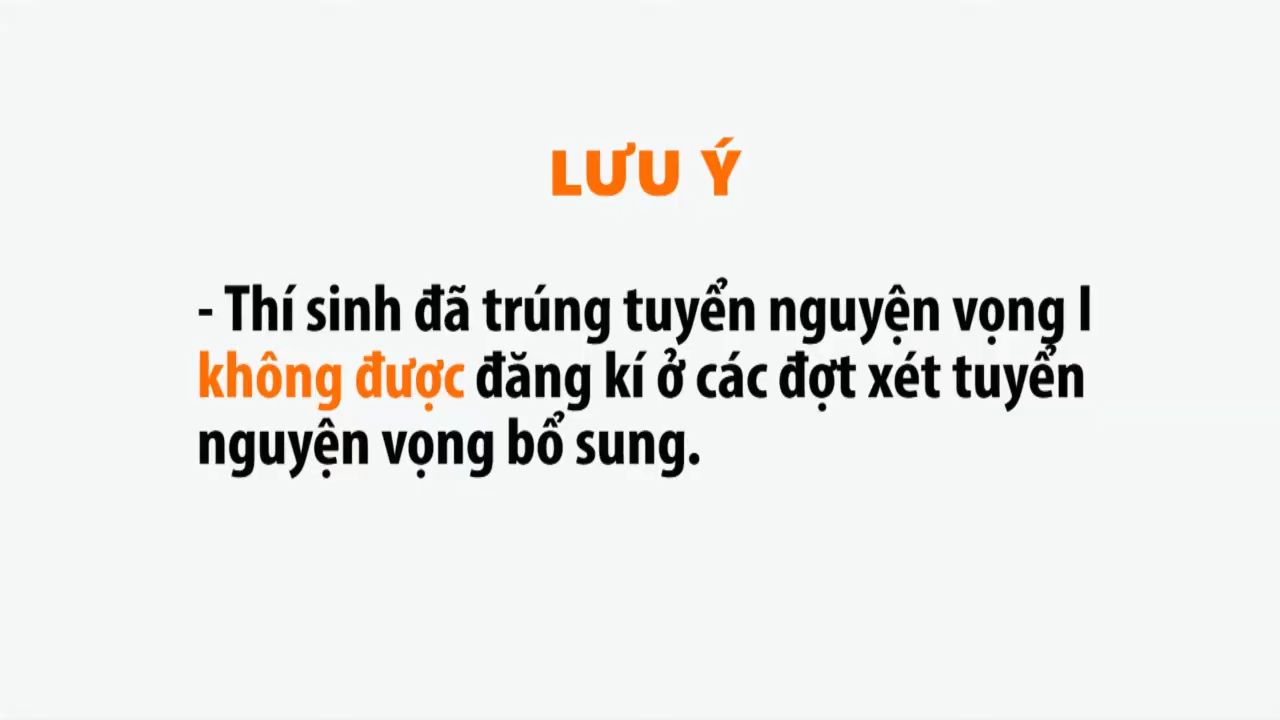 LƯU Ý
- Thí sinh đã trúng tuyển nguyện vọng I
không được đăng kí ở các đợt xét tuyển
nguyện vọng bổ sung.